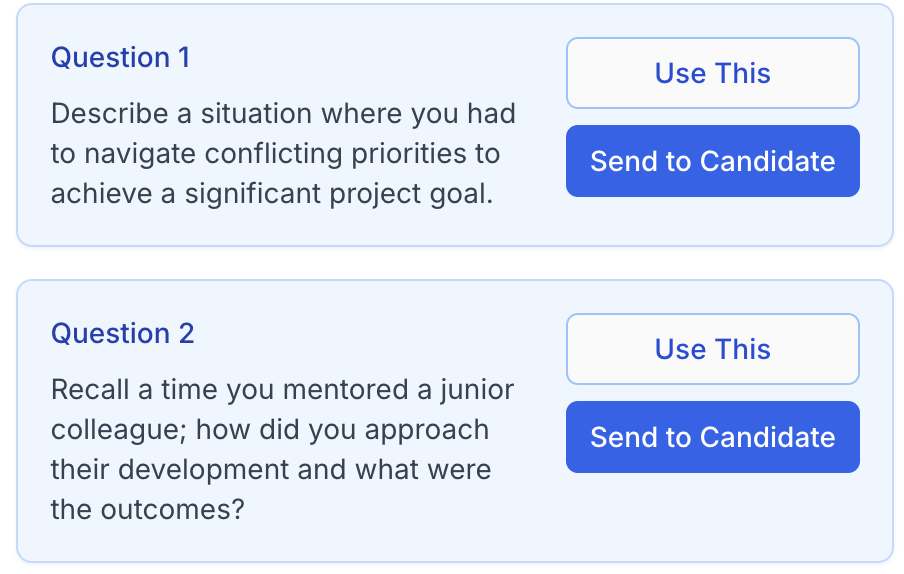 Question 1
Use This
Describe a situation where you had
to navigate conflicting priorities to
achieve a significant project goal.
Send to Candidate
Question 2
Use This
Recall a time you mentored a junior
colleague; how did you approach
their development and what were
the outcomes?
Send to Candidate